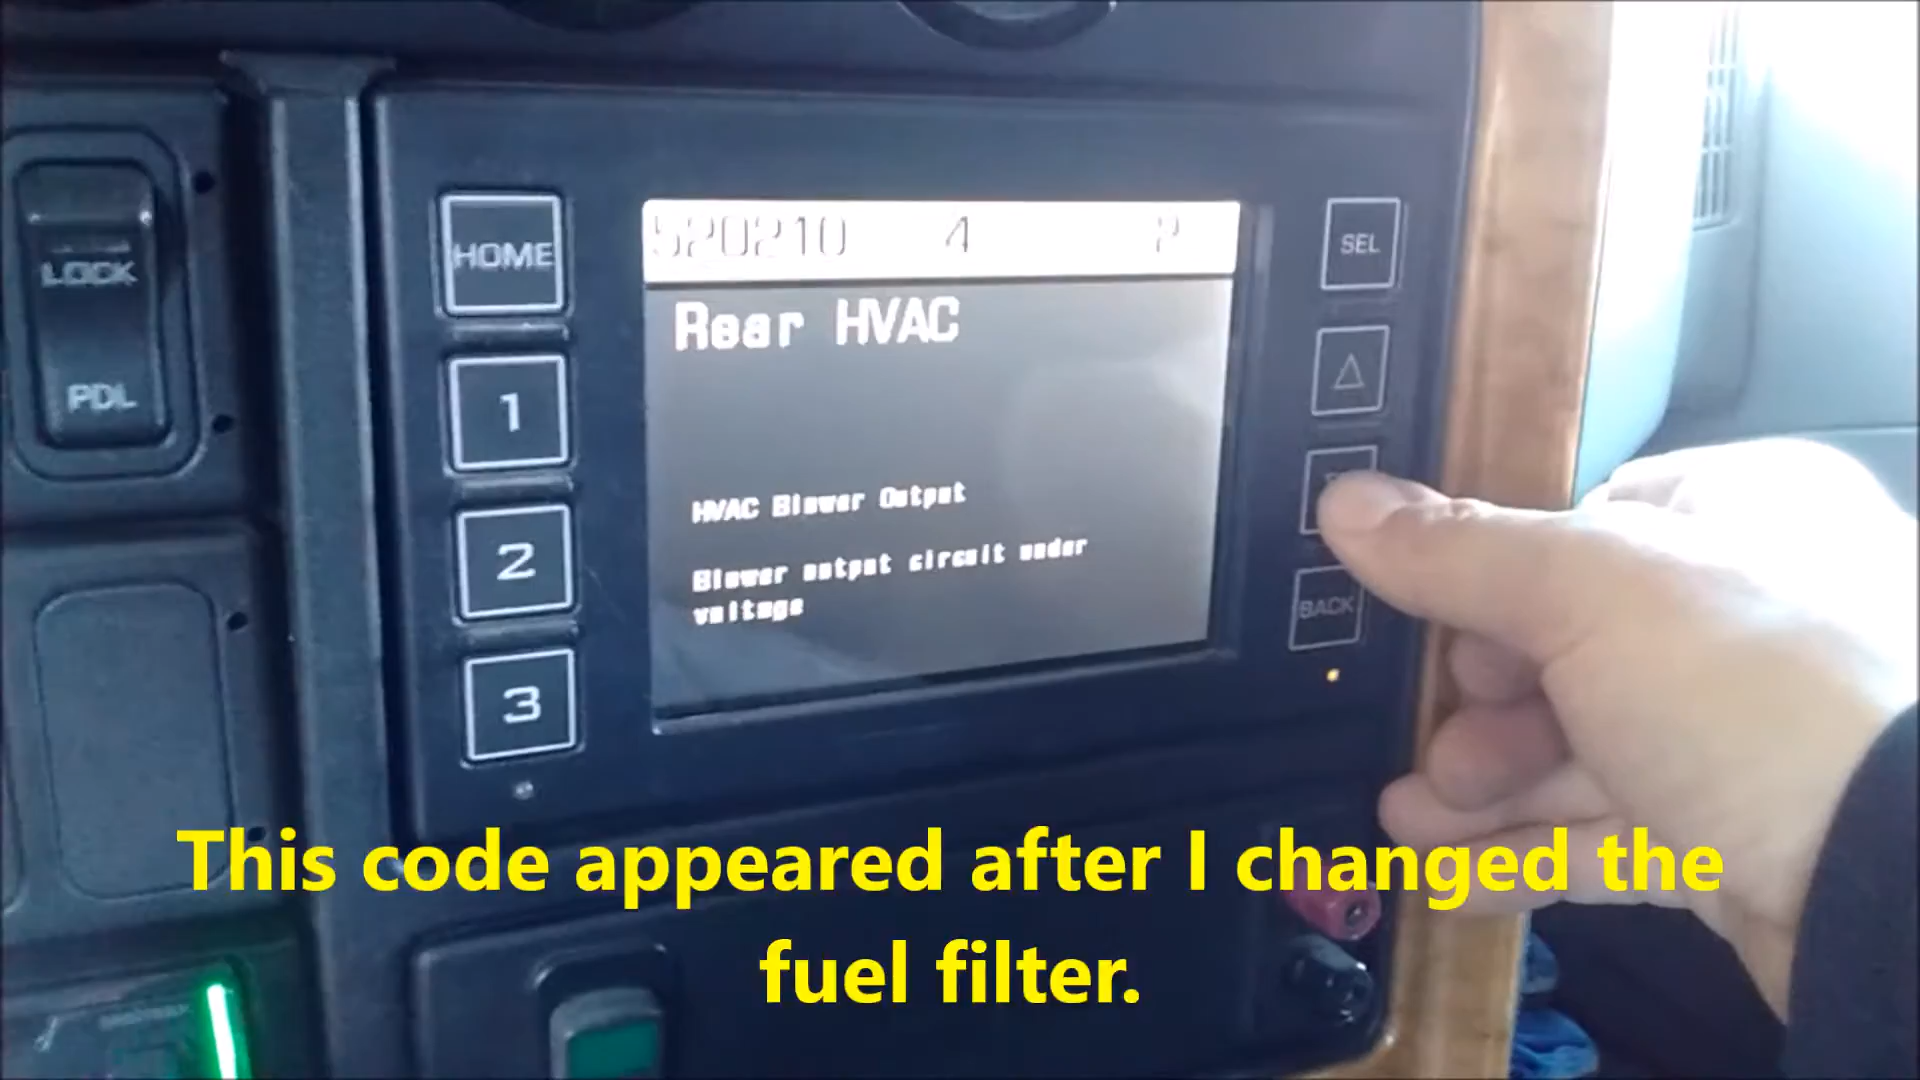 LOCK
PDL
HOME
1
2
3
520210 4 2
Rear HVAC
HVAC Blower Output
Blower output circuit under
voltage
SEL
BACK
This code appeared after I changed the
fuel filter.